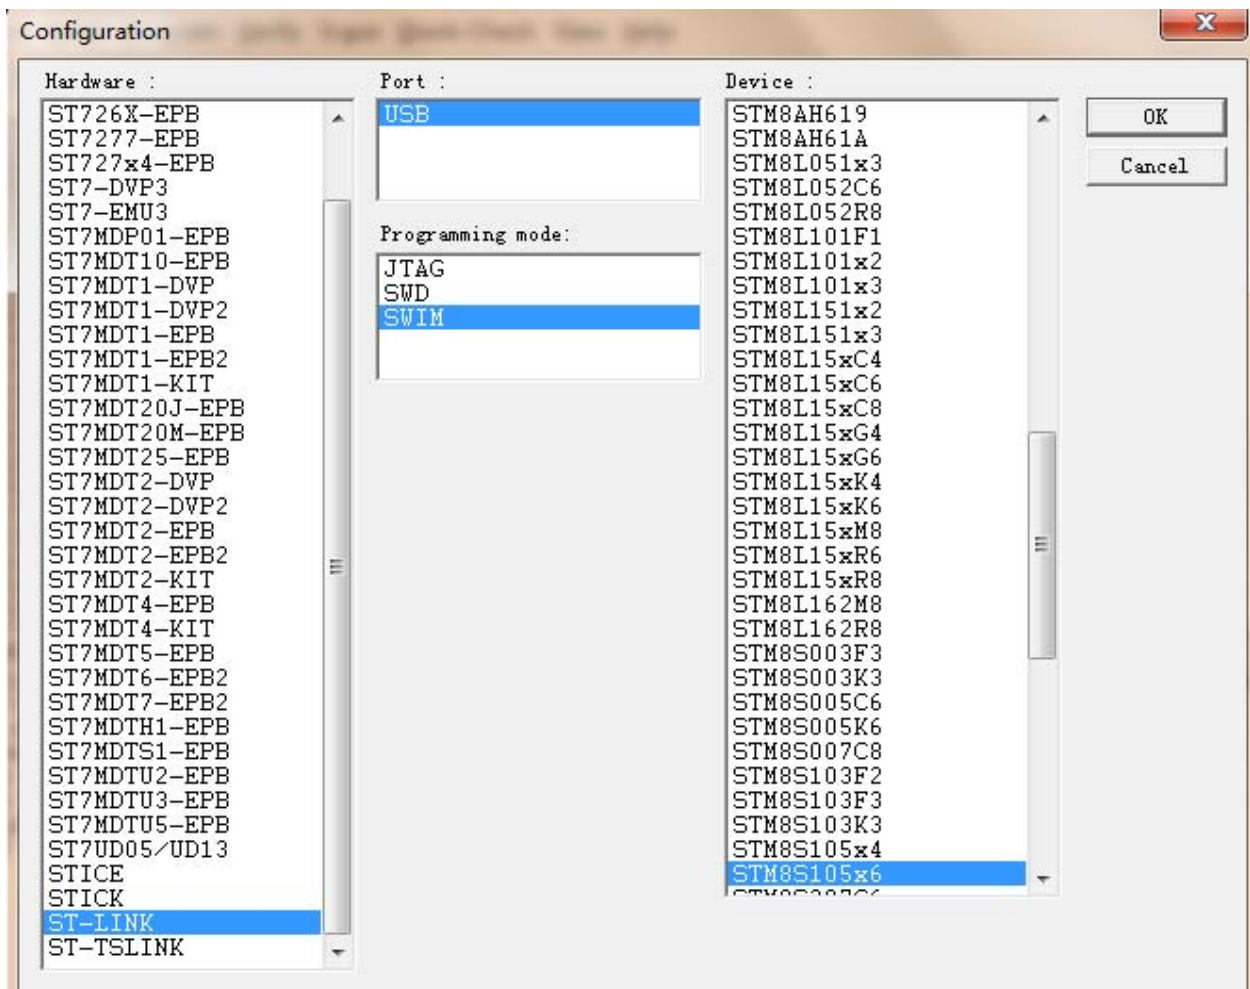 Configuration
Hardware :
ST726X-EPB
ST7277-EPB
ST727x4-EPB
ST7-DVP3
ST7-EMU3
ST7MDP01-EPB
ST7MDT10-EPB
ST7MDT1-DVP
ST7MDT1-DVP2
ST7MDT1-EPB
ST7MDT1-EPB2
ST7MDT1-KIT
ST7MDT20J-EPB
ST7MDT20M-EPB
ST7MDT25-EPB
ST7MDT2-DVP
ST7MDT2-DVP2
ST7MDT2-EPB
ST7MDT2-EPB2
ST7MDT2-KIT
ST7MDT4-EPB
ST7MDT4-KIT
ST7MDT5-EPB
ST7MDT6-EPB2
ST7MDT7-EPB2
ST7MDTH1-EPB
ST7MDTS1-EPB
ST7MDTU2-EPB
ST7MDTU3-EPB
ST7MDTU5-EPB
ST7UD05/UD13
STICE
STICK
ST-LINK
ST-TSLINK
Port :
USB
Programming mode:
JTAG
SWD
SWIM
Device :
STM8AH619
STM8AH61A
STM8L051x3
STM8L052C6
STM8L052R8
STM8L101F1
STM8L101x2
STM8L101x3
STM8L151x2
STM8L151x3
STM8L15xC4
STM8L15xC6
STM8L15xC8
STM8L15xG4
STM8L15xG6
STM8L15xK4
STM8L15xK6
STM8L15xM8
STM8L15xR6
STM8L15xR8
STM8L162M8
STM8L162R8
STM8S003F3
STM8S003K3
STM8S005C6
STM8S005K6
STM8S007C8
STM8S103F2
STM8S103F3
STM8S103K3
STM8S105x4
STM8S105x6
OK
Cancel